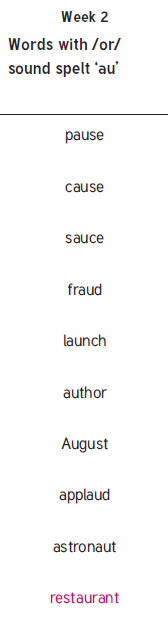 Week 2
Words with /or/
sound spelt ‘au’
pause
cause
sauce
fraud
launch
author
August
applaud
astronaut
restaurant